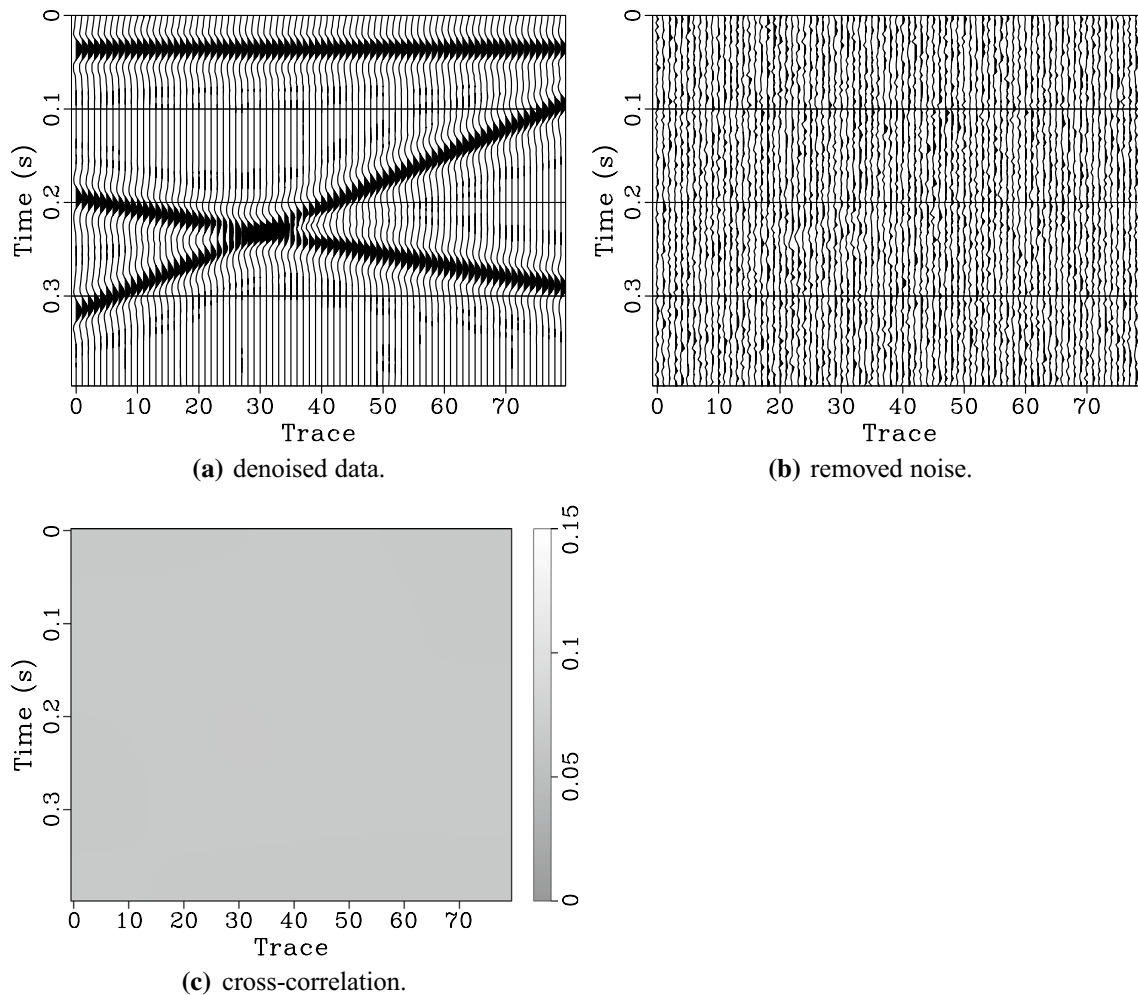 0 0.1 0.2 0.3
Time (s)
0 10 20 30 40 50 60 70
Trace
(a) denoised data.
0 0.1 0.2 0.3
Time (s)
0 10 20 30 40 50 60 70
Trace
(b) removed noise.
0 0.1 0.2 0.3
Time (s)
0 10 20 30 40 50 60 70
Trace
0 0.05 0.1 0.15
(c) cross-correlation.